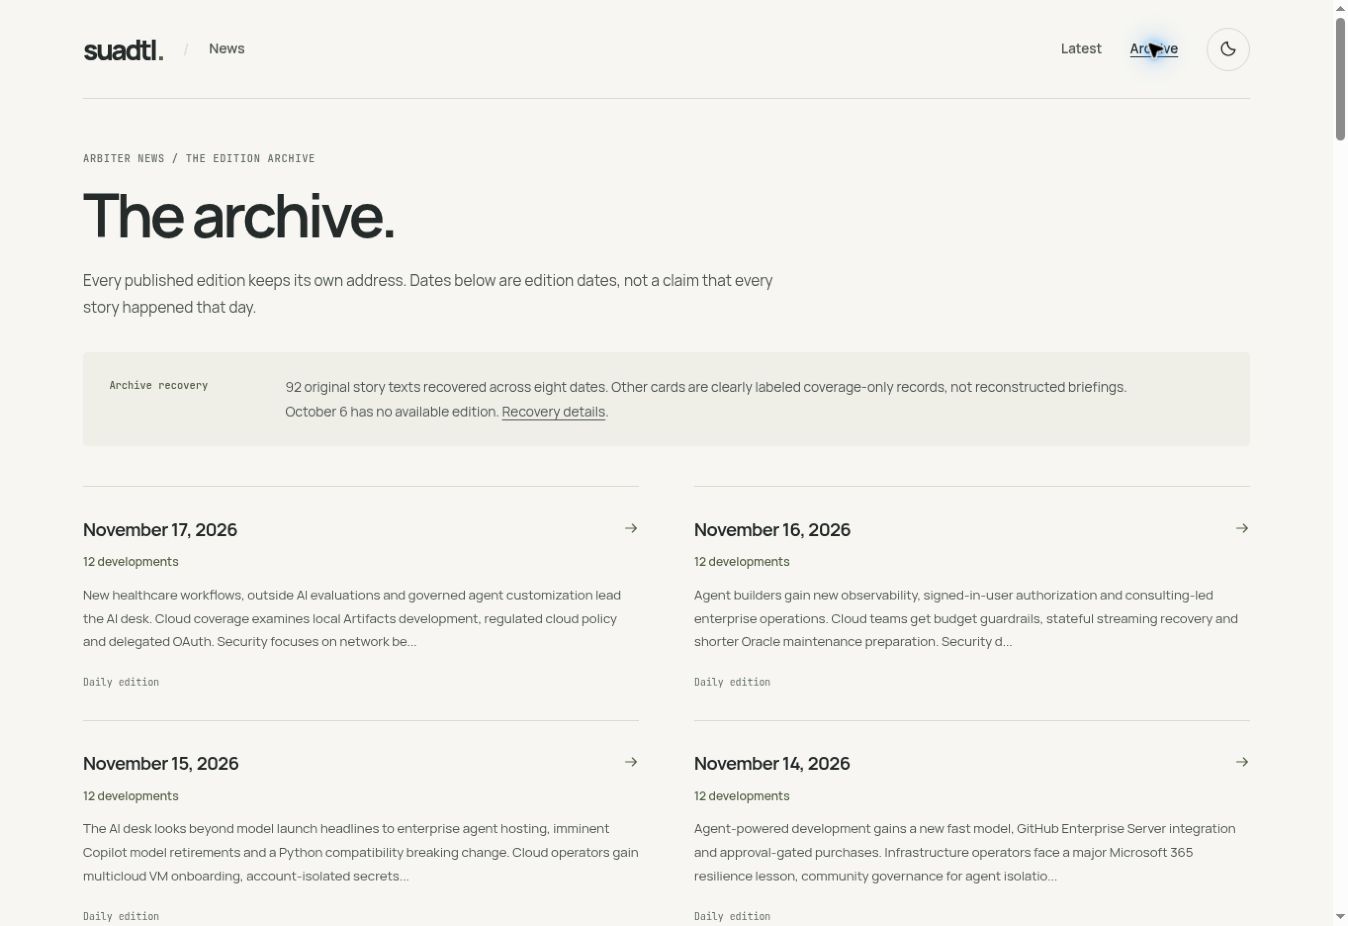 suadtl. / News
Latest
Archive
ARBITER NEWS / THE EDITION ARCHIVE
The archive.
Every published edition keeps its own address. Dates below are edition dates, not a claim that every
story happened that day.
Archive recovery
92 original story texts recovered across eight dates. Other cards are clearly labeled coverage-only records, not reconstructed briefings.
October 6 has no available edition. Recovery details.
November 17, 2026 →
12 developments
New healthcare workflows, outside AI evaluations and governed agent customization lead
the AI desk. Cloud coverage examines local Artifacts development, regulated cloud policy
and delegated OAuth. Security focuses on network be...
Daily edition
November 16, 2026 →
12 developments
Agent builders gain new observability, signed-in-user authorization and consulting-led
enterprise operations. Cloud teams get budget guardrails, stateful streaming recovery and
shorter Oracle maintenance preparation. Security d...
Daily edition
November 15, 2026 →
12 developments
The AI desk looks beyond model launch headlines to enterprise agent hosting, imminent
Copilot model retirements and a Python compatibility breaking change. Cloud operators gain
multicloud VM onboarding, account-isolated secrets...
Daily edition
November 14, 2026 →
12 developments
Agent-powered development gains a new fast model, GitHub Enterprise Server integration
and approval-gated purchases. Infrastructure operators face a major Microsoft 365
resilience lesson, community governance for agent isolatio...
Daily edition